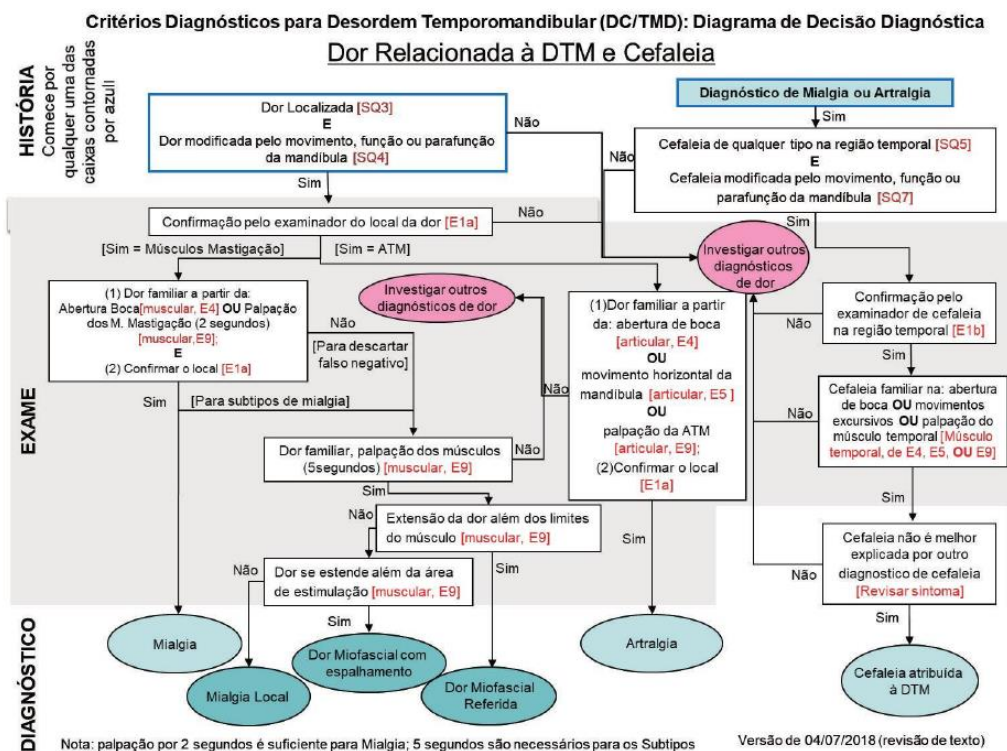 Critérios Diagnósticos para Desordem Temporomandibular (DC/TMD): Diagrama de Decisão Diagnóstica
Dor Relacionada à DTM e Cefaleia
HISTÓRIA
Comece por
qualquer uma das
caixas contornadas
por azul!
Dor Localizada [SQ3]
E
Dor modificada pelo movimento, função ou parafunção
da mandíbula [SQ4]
Não
Sim
Diagnóstico de Mialgia ou Artralgia
Sim
Não
Cefaleia de qualquer tipo na região temporal [SQ5]
E
Cefaleia modificada pelo movimento, função ou
parafunção da mandíbula [SQ7]
Sim
EXAME
Confirmação pelo examinador do local da dor [E1a]
Não
[Sim = Músculos Mastigação]
[Sim = ATM]
Investigar outros
diagnósticos
de dor
Investigar outros
diagnósticos de dor
(1) Dor familiar a partir da:
Abertura Boca[muscular, E4] OU Palpação
dos M. Mastigação (2 segundos)
[muscular,E9];
E
(2) Confirmar o local [E1a]
Não
[Para descartar
falso negativo]
Sim
[Para subtipos de mialgia]
Dor familiar, palpação dos músculos
(5segundos) [muscular, E9]
Não
Sim
Não
Extensão da dor além dos limites
do músculo [muscular, E9]
Não
Sim
Dor se estende além da área
de estimulação [muscular, E9]
Sim
(1)Dor familiar a partir
da: abertura de boca
[articular, E4]
OU
movimento horizontal da
mandíbula [articular, E5 ]
OU
palpação da ATM
[articular, E9];
(2)Confirmar o local
[E1a]
Não
Sim
Confirmação pelo
examinador de cefaleia
na região temporal [E1b]
Não
Sim
Cefaleia familiar na: abertura
de boca OU movimentos
excursivos OU palpação do
músculo temporal [Músculo
temporal, de E4, E5, OU E9]
Não
Sim
Cefaleia não é melhor
explicada por outro
diagnostico de cefaleia
[Revisar sintoma]
Não
Sim
DIAGNÓSTICO
Mialgia
Mialgia Local
Dor Miofascial com
espalhamento
Dor Miofascial
Referida
Artralgia
Cefaleia atribuída
à DTM
Nota: palpação por 2 segundos é suficiente para Mialgia; 5 segundos são necessários para os Subtipos
Versão de 04/07/2018 (revisão de texto)